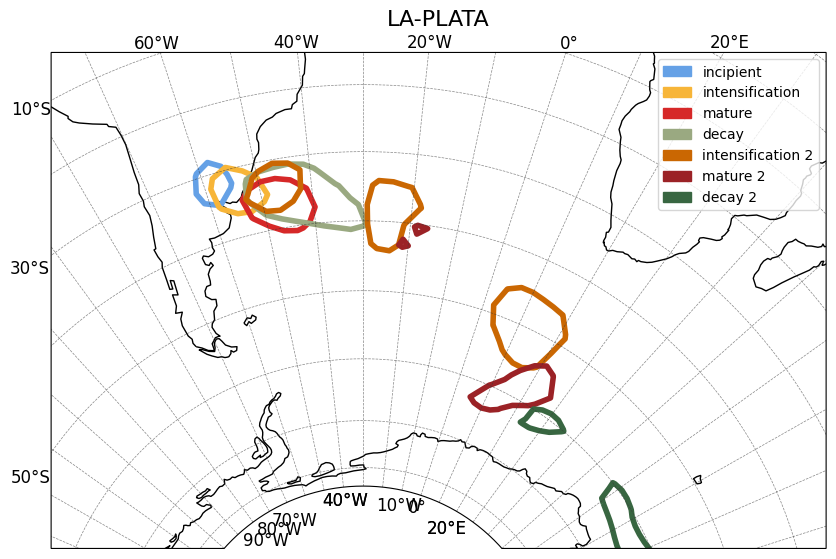 LA-PLATA
60°W 40°W 20°W 0° 20°E
10°S
30°S
50°S
incipient
intensification
mature
decay
intensification 2
mature 2
decay 2
40°W 10°W 0°
70°W
80°W 20°E
90°W